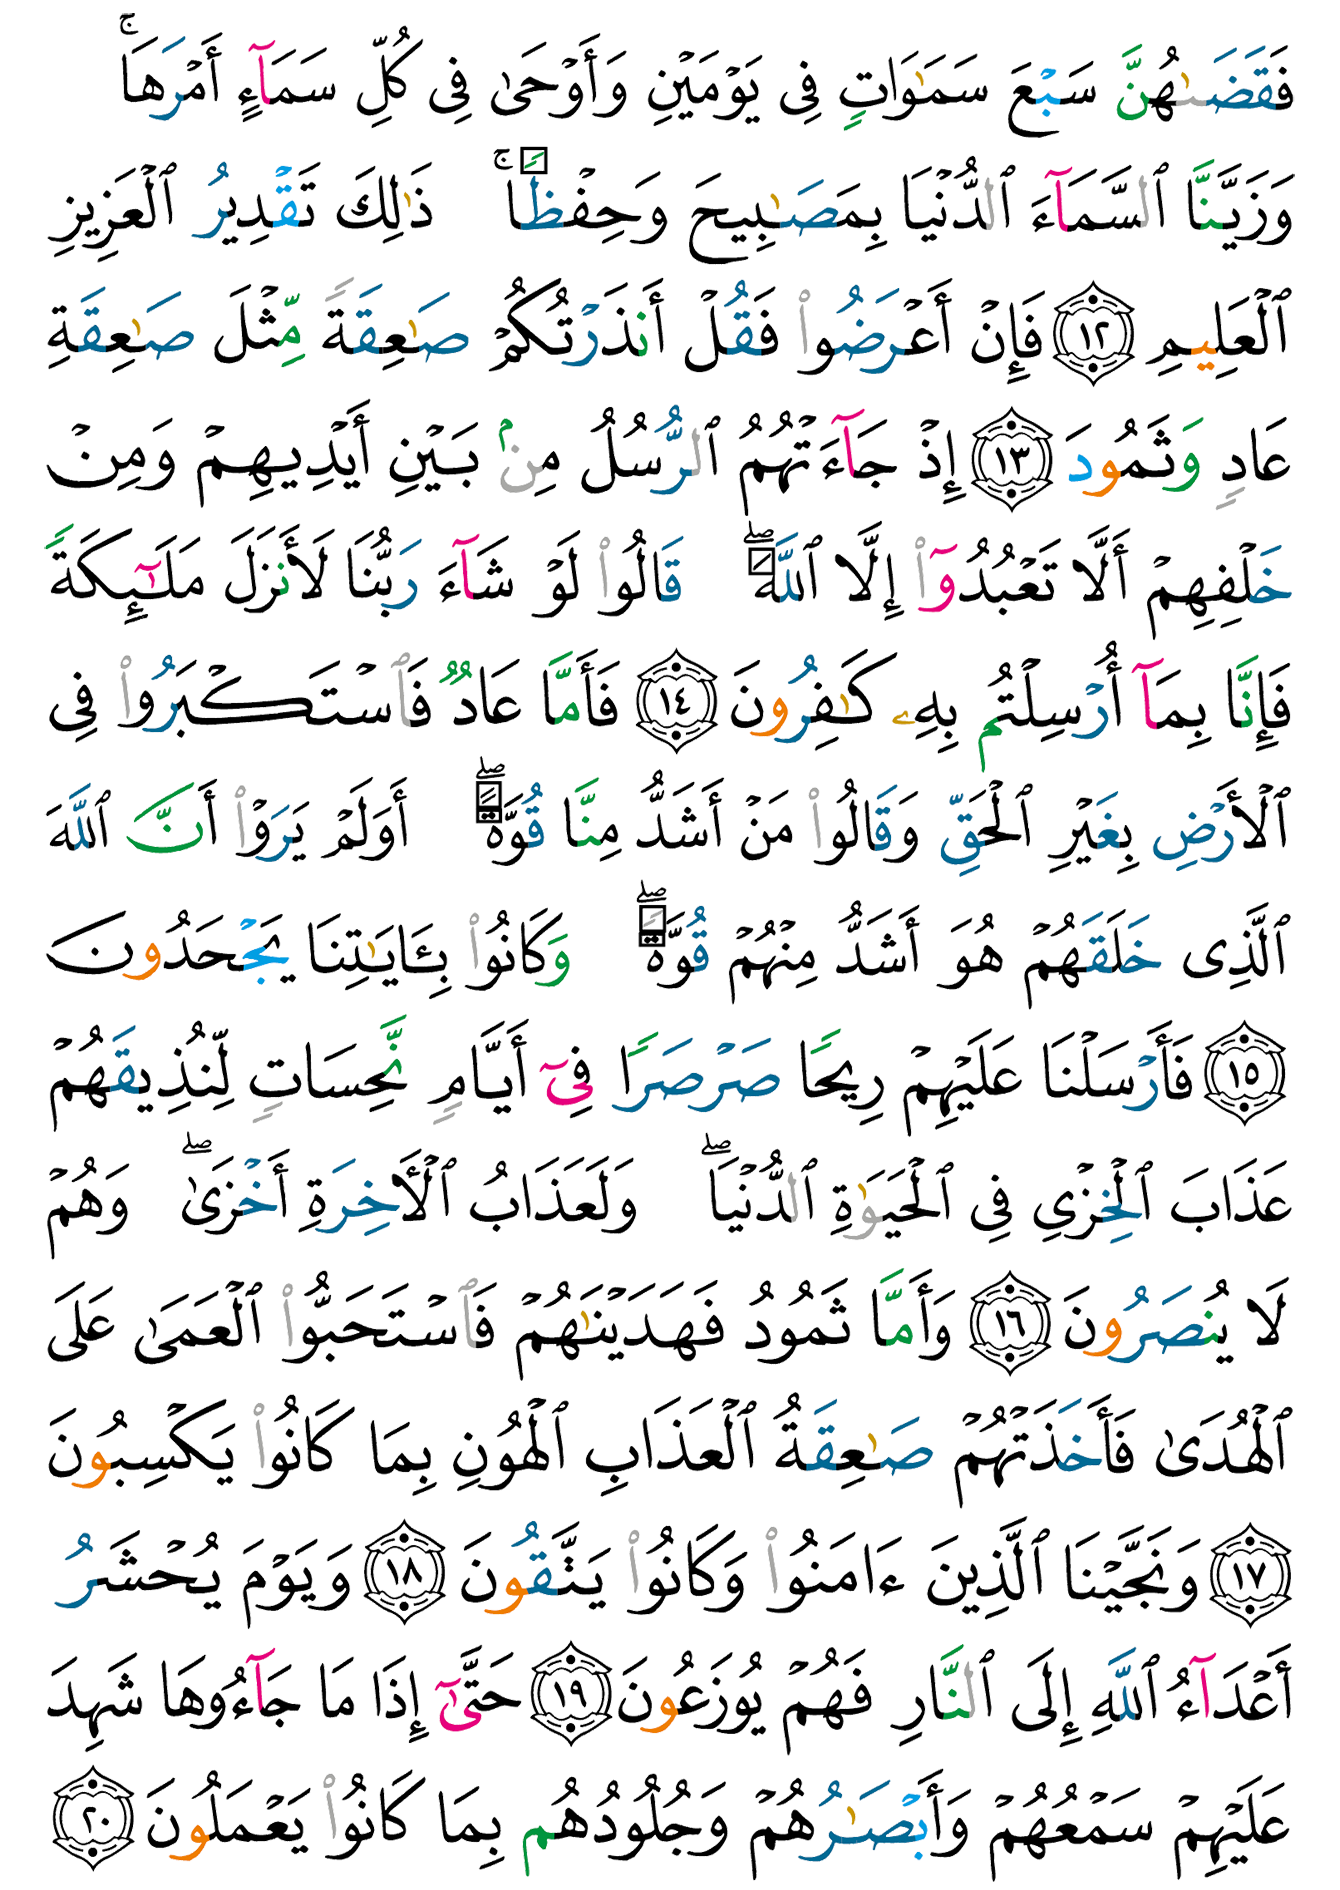 فَقَضَىٰهُنَّ سَبۡعَ سَمَٰوَاتٖ فِي يَوۡمَيۡنِ وَأَوۡحَىٰ فِي كُلِّ سَمَآءٍ أَمۡرَهَاۚ
وَزَيَّنَّا ٱلسَّمَآءَ ٱلدُّنۡيَا بِمَصَٰبِيحَ وَحِفۡظٗاۚ ذَٰلِكَ تَقۡدِيرُ ٱلۡعَزِيزِ
ٱلۡعَلِيمِ ١٢ فَإِنۡ أَعۡرَضُواْ فَقُلۡ أَنذَرۡتُكُمۡ صَٰعِقَةٗ مِّثۡلَ صَٰعِقَةِ
عَادٖ وَثَمُودَ ١٣ إِذۡ جَآءَتۡهُمُ ٱلرُّسُلُ مِنۢ بَيۡنِ أَيۡدِيهِمۡ وَمِنۡ
خَلۡفِهِمۡ أَلَّا تَعۡبُدُوٓاْ إِلَّا ٱللَّهَۖ قَالُواْ لَوۡ شَآءَ رَبُّنَا لَأَنزَلَ مَلَٰٓئِكَةٗ
فَإِنَّا بِمَآ أُرۡسِلۡتُم بِهِۦ كَٰفِرُونَ ١٤ فَأَمَّا عَادٞ فَٱسۡتَكۡبَرُواْ فِي
ٱلۡأَرۡضِ بِغَيۡرِ ٱلۡحَقِّ وَقَالُواْ مَنۡ أَشَدُّ مِنَّا قُوَّةًۖ أَوَلَمۡ يَرَوۡاْ أَنَّ ٱللَّهَ
ٱلَّذِي خَلَقَهُمۡ هُوَ أَشَدُّ مِنۡهُمۡ قُوَّةٗۖ وَكَانُواْ بِـَٔايَٰتِنَا يَجۡحَدُونَ
١٥ فَأَرۡسَلۡنَا عَلَيۡهِمۡ رِيحٗا صَرۡصَرٗا فِيٓ أَيَّامٖ نَّحِسَاتٖ لِّنُذِيقَهُمۡ
عَذَابَ ٱلۡخِزۡيِ فِي ٱلۡحَيَوٰةِ ٱلدُّنۡيَاۖ وَلَعَذَابُ ٱلۡأٓخِرَةِ أَخۡزَىٰۖ وَهُمۡ
لَا يُنصَرُونَ ١٦ وَأَمَّا ثَمُودُ فَهَدَيۡنَٰهُمۡ فَٱسۡتَحَبُّواْ ٱلۡعَمَىٰ عَلَى
ٱلۡهُدَىٰ فَأَخَذَتۡهُمۡ صَٰعِقَةُ ٱلۡعَذَابِ ٱلۡهُونِ بِمَا كَانُواْ يَكۡسِبُونَ
١٧ وَنَجَّيۡنَا ٱلَّذِينَ ءَامَنُواْ وَكَانُواْ يَتَّقُونَ ١٨ وَيَوۡمَ يُحۡشَرُ
أَعۡدَآءُ ٱللَّهِ إِلَى ٱلنَّارِ فَهُمۡ يُوزَعُونَ ١٩ حَتَّىٰٓ إِذَا مَا جَآءُوهَا شَهِدَ
عَلَيۡهِمۡ سَمۡعُهُمۡ وَأَبۡصَٰرُهُمۡ وَجُلُودُهُم بِمَا كَانُواْ يَعۡمَلُونَ ٢٠